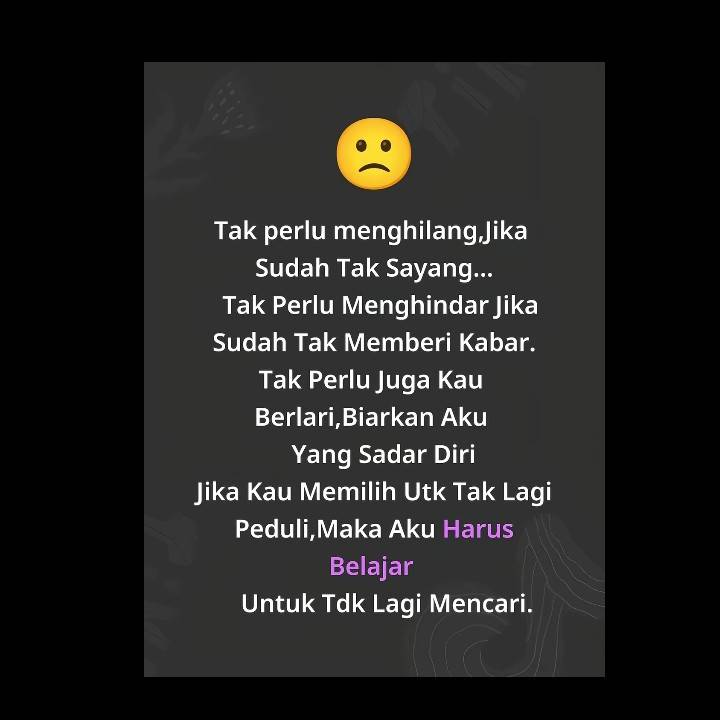 Tak perlu menghilang,Jika
Sudah Tak Sayang...
Tak Perlu Menghindar Jika
Sudah Tak Memberi Kabar.
Tak Perlu Juga Kau
Berlari,Biarkan Aku
Yang Sadar Diri
Jika Kau Memilih Utk Tak Lagi
Peduli,Maka Aku Harus
Belajar
Untuk Tdk Lagi Mencari.